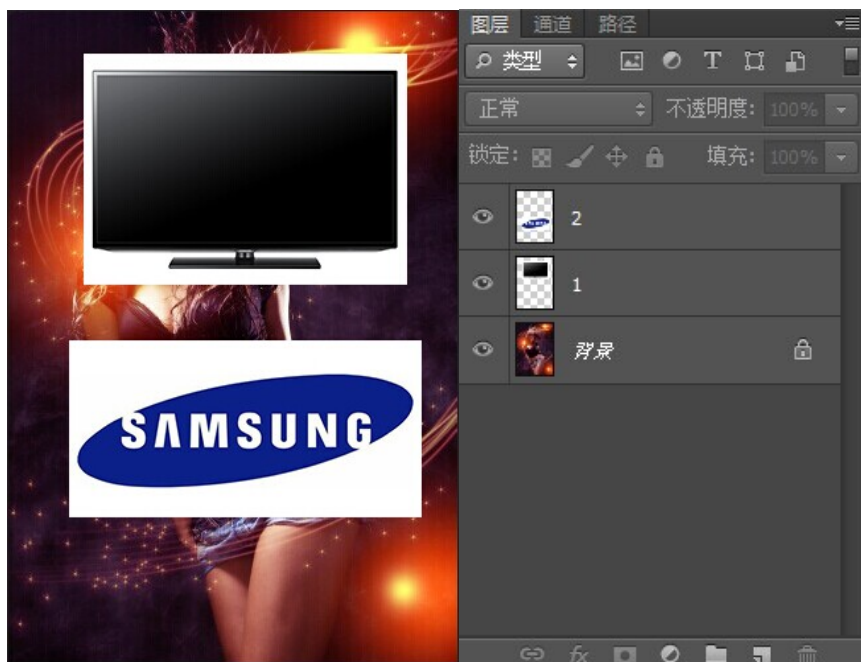 图层 通道 路径
类型 T
正常 不透明度: 100%
锁定: 填充: 100%
2
1
背景
SAMSUNG
fx